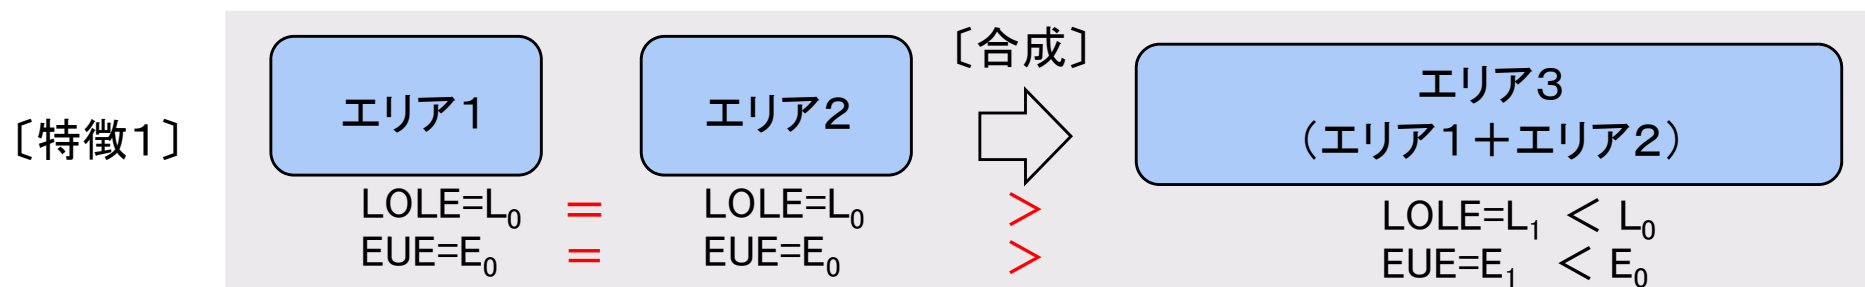 〔特徴1〕
エリア1
エリア2
〔合成〕
エリア3
(エリア1+エリア2)
LOLE=L₀ = LOLE=L₀ > LOLE=L₁ < L₀
EUE=E₀ = EUE=E₀ > EUE=E₁ < E₀